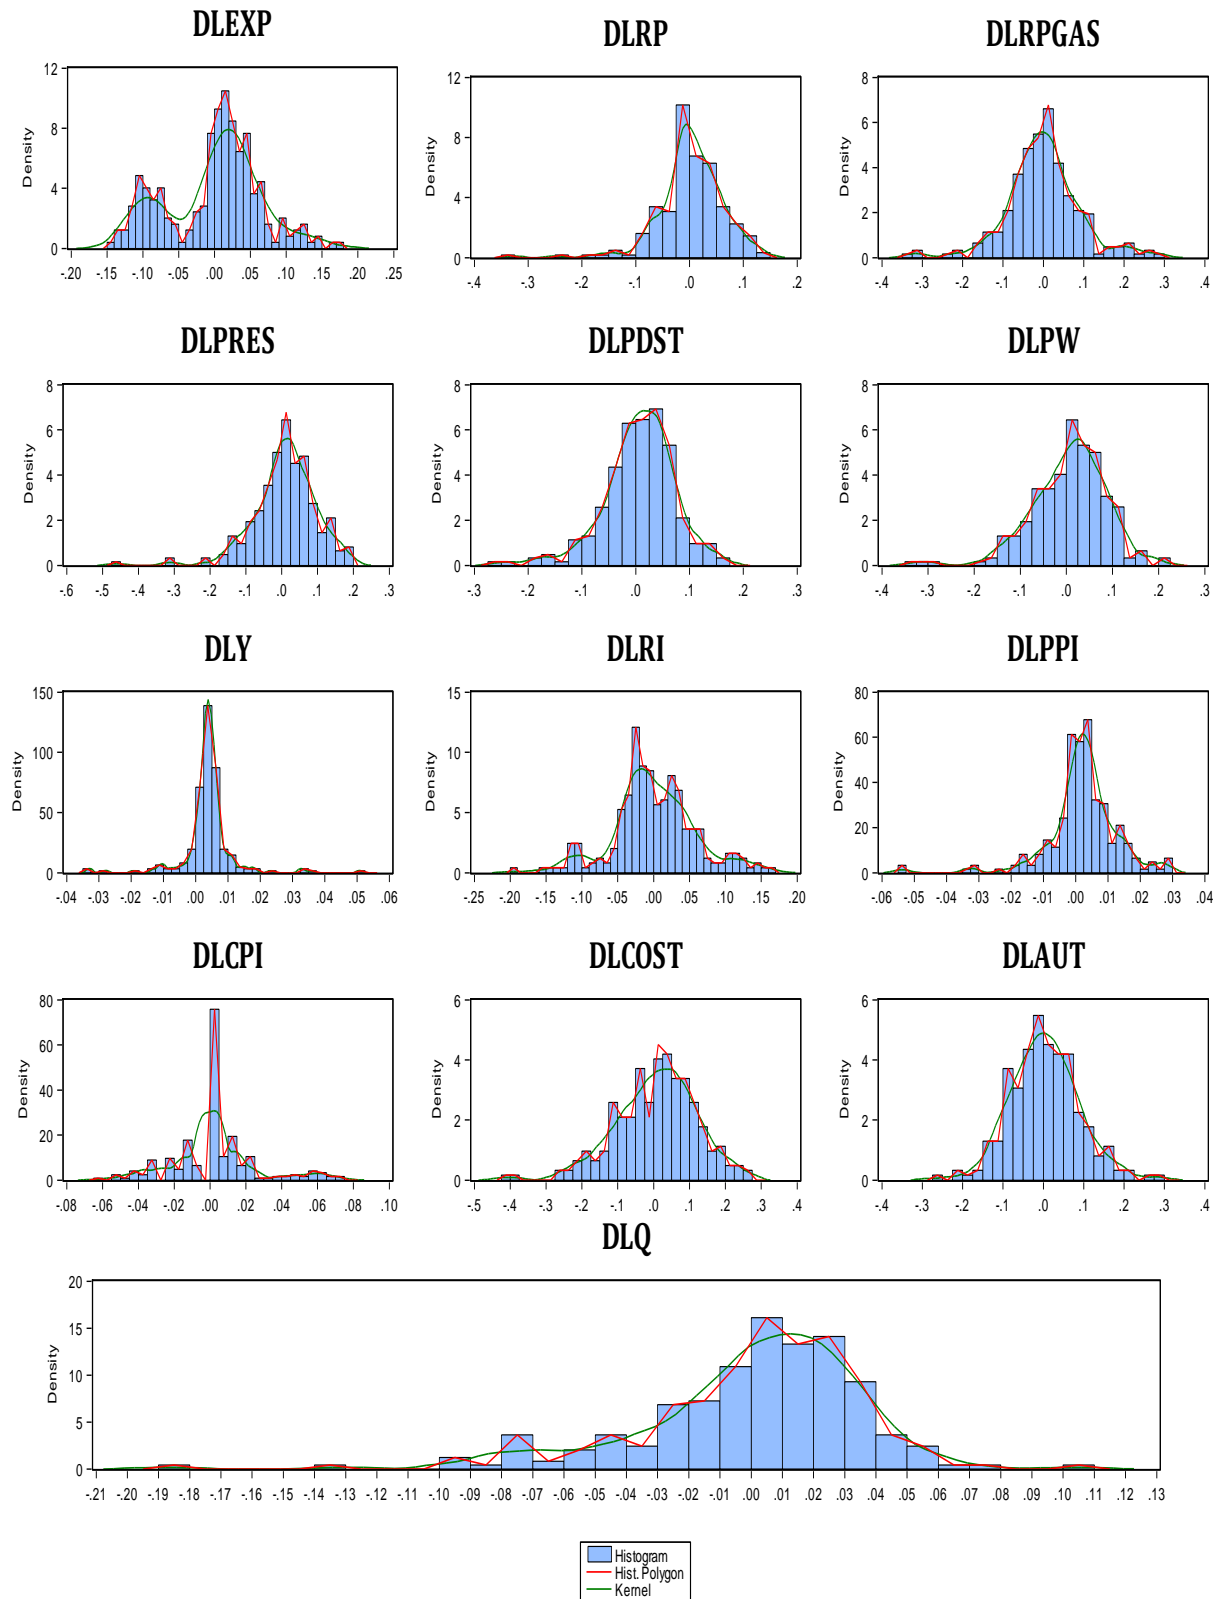 DLEXP
DLRP
DLRPGAS
12
8
4
0
Density
-.20 -.15 -.10 -.05 .00 .05 .10 .15 .20 .25
12
8
4
0
Density
-.4 -.3 -.2 -.1 .0 .1 .2
8
6
4
2
0
Density
-.4 -.3 -.2 -.1 .0 .1 .2 .3 .4
DLPRES
DLPDST
DLPW
8
6
4
2
0
Density
-.6 -.5 -.4 -.3 -.2 -.1 .0 .1 .2 .3
8
6
4
2
0
Density
-.3 -.2 -.1 .0 .1 .2 .3
8
6
4
2
0
Density
-.4 -.3 -.2 -.1 .0 .1 .2 .3
DLY
DLRI
DLPPI
150
100
50
0
Density
-.04 -.03 -.02 -.01 .00 .01 .02 .03 .04 .05 .06
15
10
5
0
Density
-.25 -.20 -.15 -.10 -.05 .00 .05 .10 .15 .20
80
60
40
20
0
Density
-.06 -.05 -.04 -.03 -.02 -.01 .00 .01 .02 .03 .04
DLCPI
DLCOST
DLAUT
80
60
40
20
0
Density
-.08 -.06 -.04 -.02 .00 .02 .04 .06 .08 .10
6
4
2
0
Density
-.5 -.4 -.3 -.2 -.1 .0 .1 .2 .3 .4
6
4
2
0
Density
-.4 -.3 -.2 -.1 .0 .1 .2 .3 .4
DLQ
20
15
10
5
0
Density
-.21 -.20 -.19 -.18 -.17 -.16 -.15 -.14 -.13 -.12 -.11 -.10 -.09 -.08 -.07 -.06 -.05 -.04 -.03 -.02 -.01 .00 .01 .02 .03 .04 .05 .06 .07 .08 .09 .10 .11 .12 .13
Histogram
Hist. Polygon
Kernel